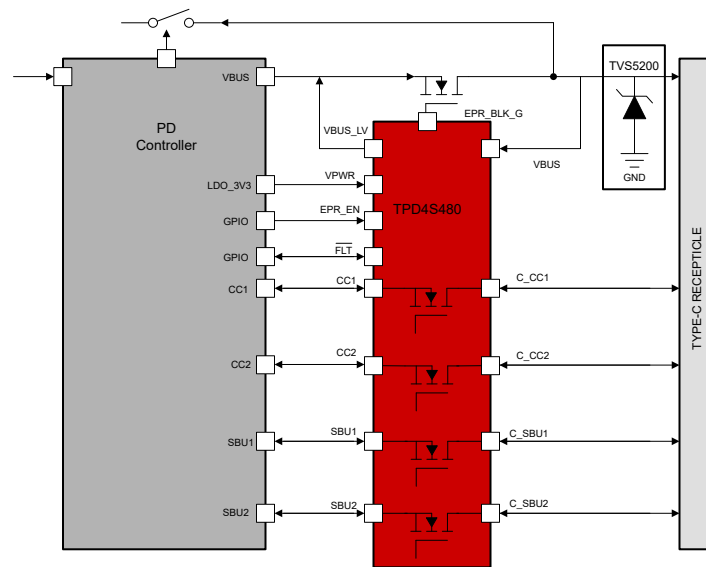 TVS5200
VBUS
EPR_BLK_G
PD
Controller
VBUS_LV
VBUS
GND
LDO_3V3
VPWR
TPD4S480
GPIO
EPR_EN
GPIO
FLT
CC1
CC1
C_CC1
CC2
CC2
C_CC2
SBU1
SBU1
C_SBU1
SBU2
SBU2
C_SBU2
TYPE-C RECEPTICLE